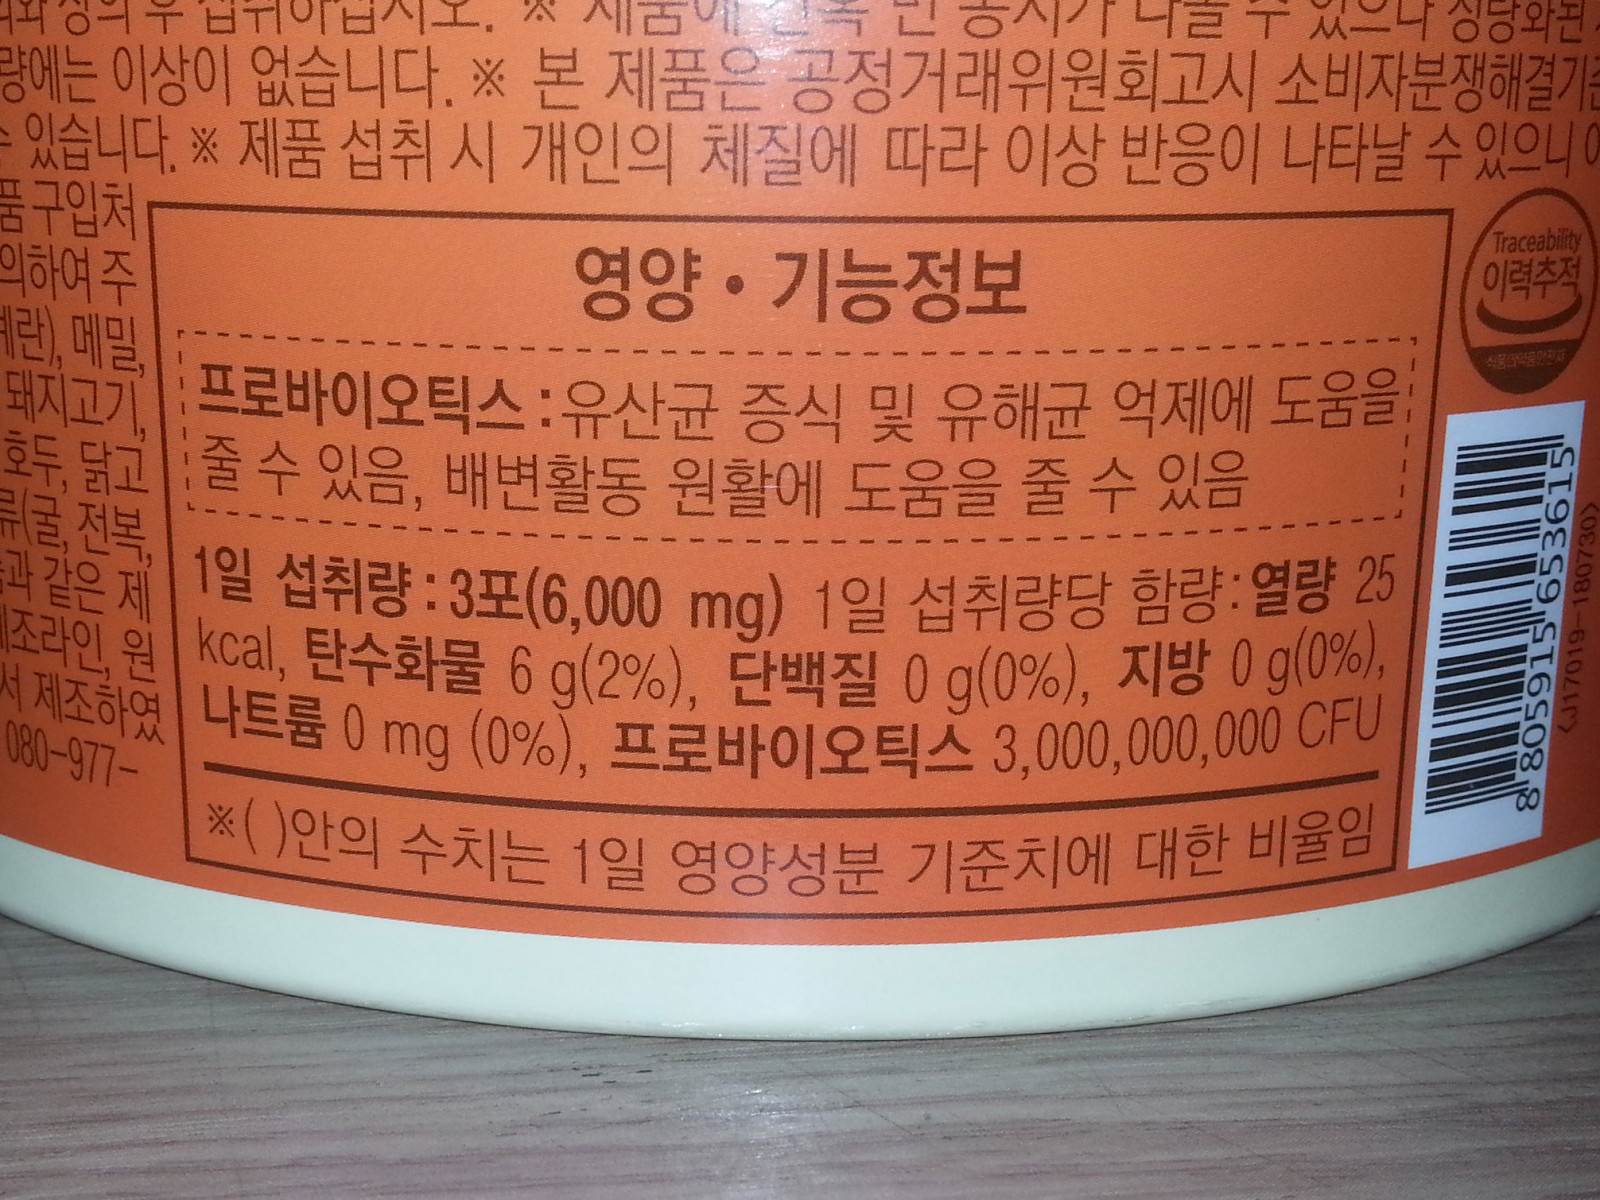 량에는 이상이 없습니다. ※ 본 제품은 공정거래위원회고시 소비자분쟁해결기준
있습니다. ※ 제품 섭취 시 개인의 체질에 따라 이상 반응이 나타날 수 있으니
품구입처
의하여 주
란), 메밀,
돼지고기,
호두, 닭고
류(굴, 전복,
과 같은 제
조라인, 원
서 제조하였
080-977-
영양 · 기능정보
프로바이오틱스 : 유산균 증식 및 유해균 억제에 도움을
줄 수 있음, 배변활동 원활에 도움을 줄 수 있음
1일 섭취량 : 3포(6,000 mg) 1일 섭취량당 함량 : 열량 25
kcal, 탄수화물 6 g(2%), 단백질 0 g(0%), 지방 0 g(0%),
나트륨 0 mg (0%), 프로바이오틱스 3,000,000,000 CFU
※( )안의 수치는 1일 영양성분 기준치에 대한 비율임
Traceability
이력추적
식품의약품안전처
8 805915 653615
(J17019-180730)